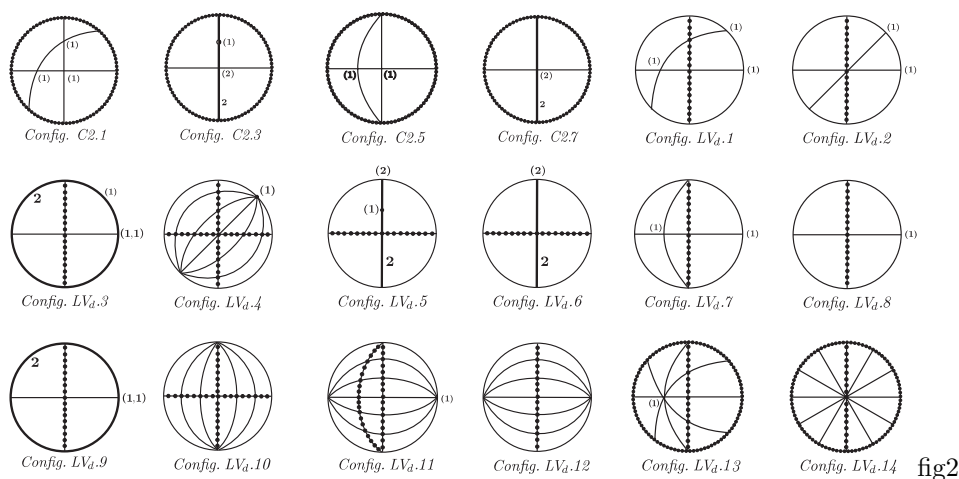 (1) (1) (1) (1) (2) 2 (1) (1) (2) 2 (1) (1) (1)
Config. C2.1 Config. C2.3 Config. C2.5 Config. C2.7 Config. LVd.1 Config. LVd.2
2 (1) (1,1) (1) (2) (1) 2 (2) 2 (1) (1) (1)
Config. LVd.3 Config. LVd.4 Config. LVd.5 Config. LVd.6 Config. LVd.7 Config. LVd.8
2 (1,1) (1) (1)
Config. LVd.9 Config. LVd.10 Config. LVd.11 Config. LVd.12 Config. LVd.13 Config. LVd.14 fig2